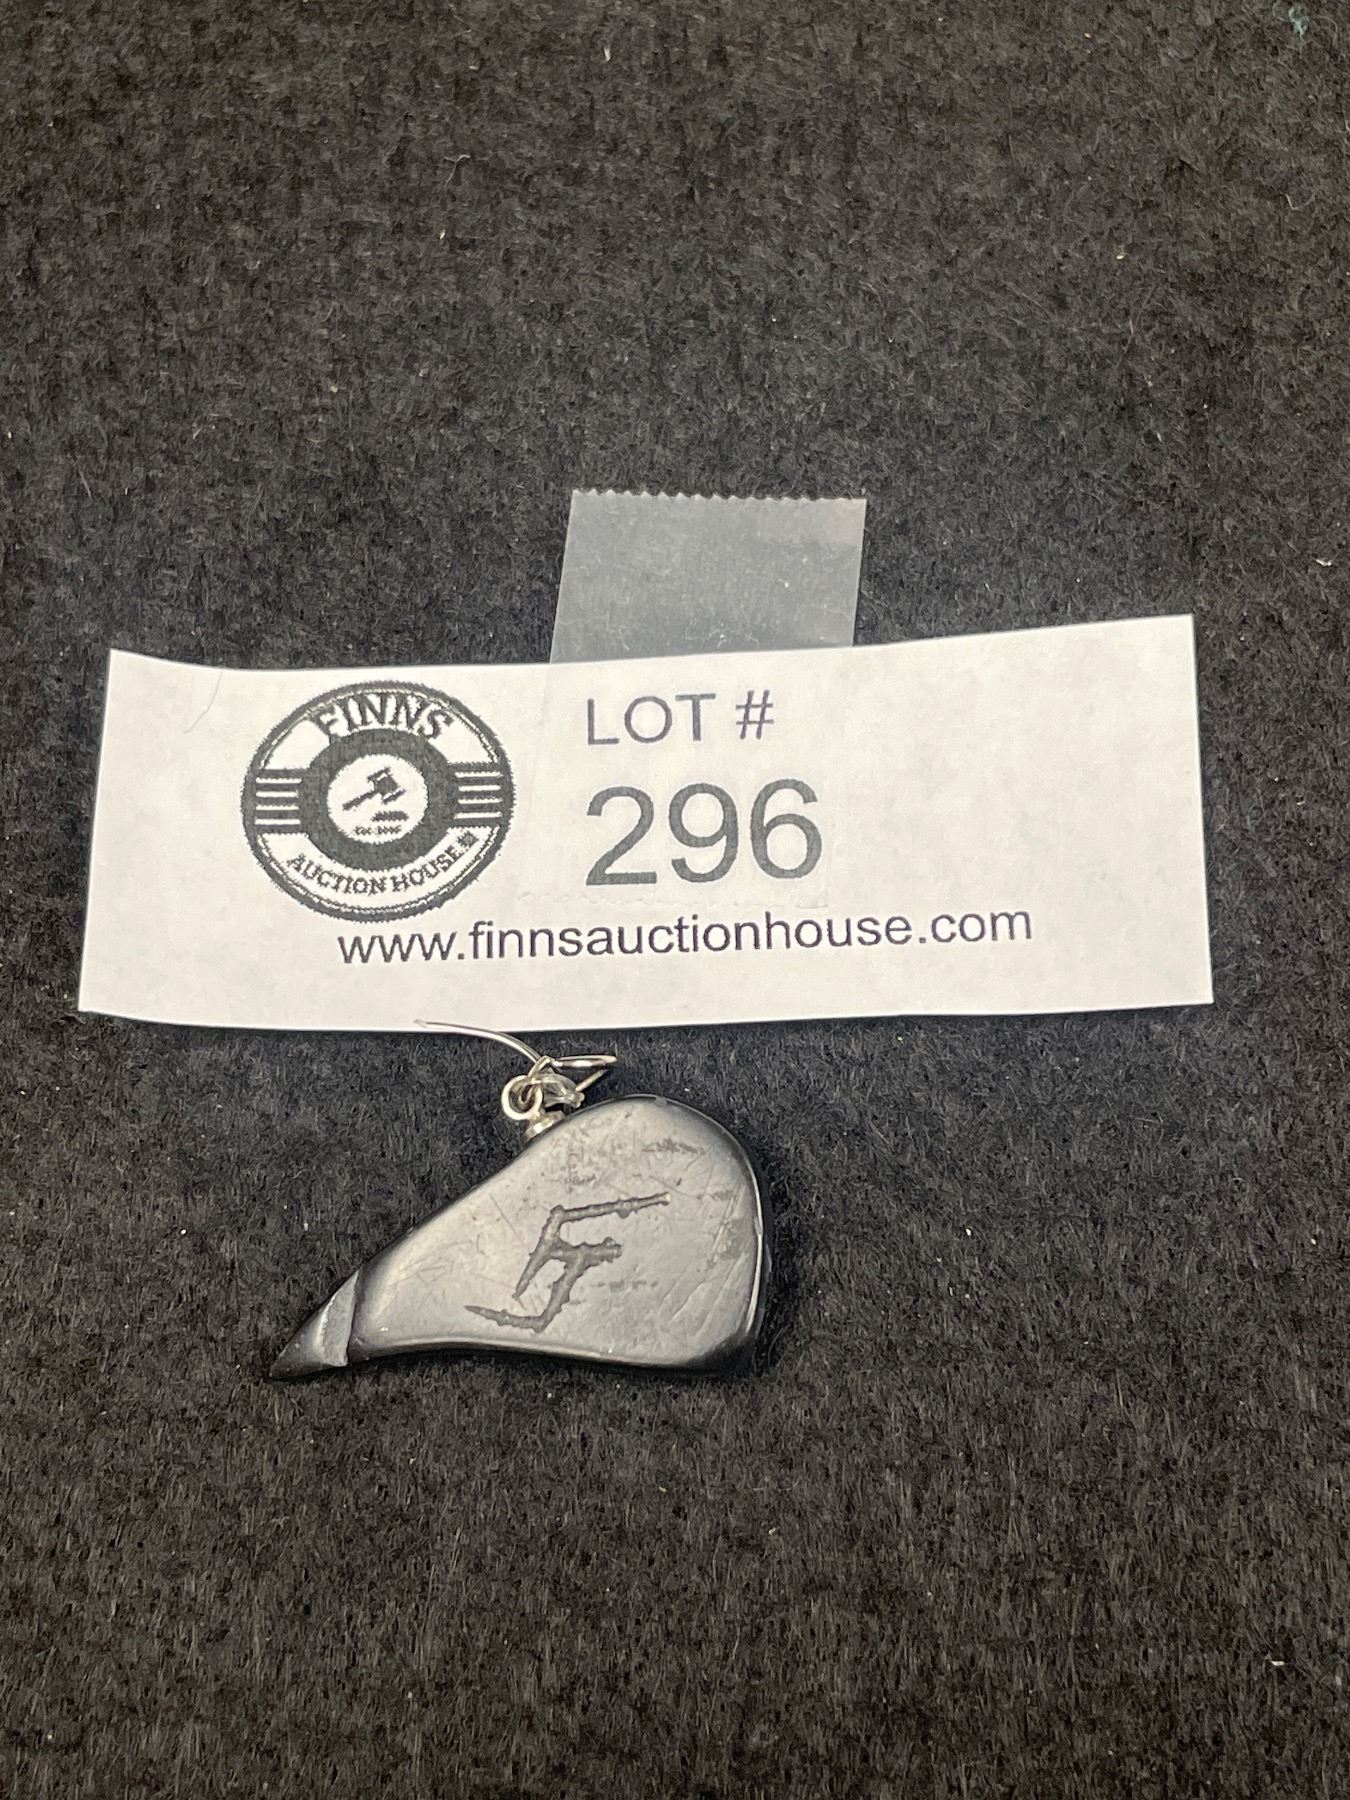 FINNS
AUCTION HOUSE
LOT #
296
www.finnsauctionhouse.com